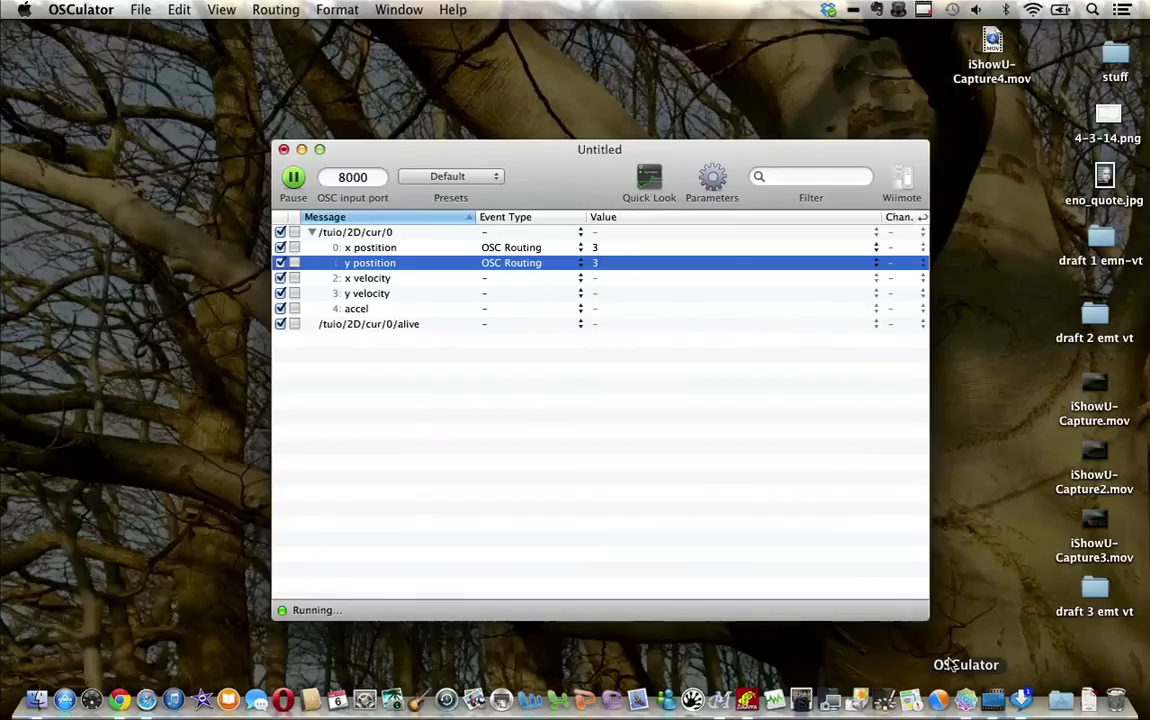 OSCulator File Edit View Routing Format Window Help
iShowU-
Capture4.mov
stuff
4-3-14.png
eno_quote.jpg
draft 1 emn-vt
draft 2 emt vt
iShowU-
Capture.mov
iShowU-
Capture2.mov
iShowU-
Capture3.mov
draft 3 emt vt
Untitled
8000 Default
Pause OSC input port Presets Quick Look Parameters Filter Wiimote
Message Event Type Value Chan.
/tuio/2D/cur/0 – – –
0: x postition OSC Routing 3 –
y postition OSC Routing 3 –
2: x velocity – – –
3: y velocity – – –
4: accel – – –
/tuio/2D/cur/0/alive – – –
Running...
OSCulator